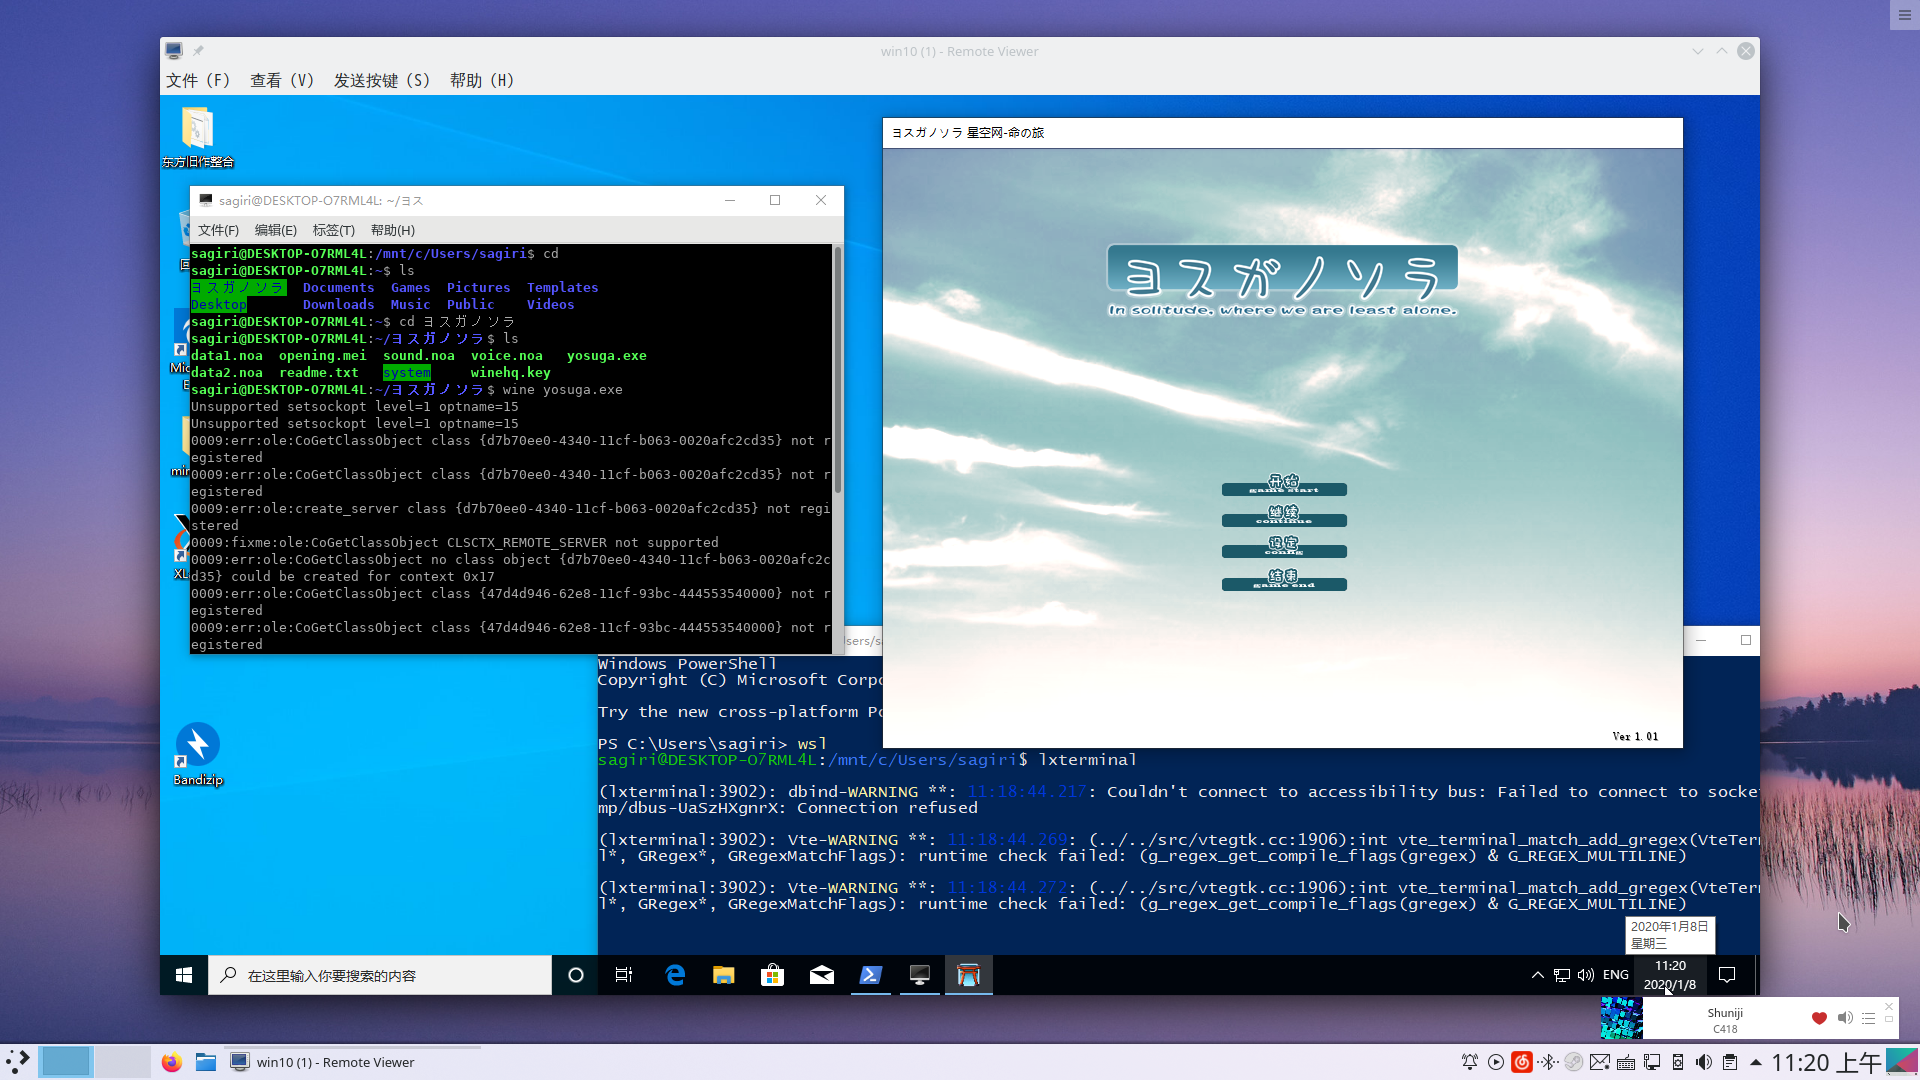 win10 (1) - Remote Viewer
文件 (F) 查看 (V) 发送按键 (S) 帮助 (H)
东方旧作整合
ヨスガノソラ 星空网-命の旅
sagiri@DESKTOP-O7RML4L: ~/ヨス
文件(F) 编辑(E) 标签(T) 帮助(H)
sagiri@DESKTOP-O7RML4L:/mnt/c/Users/sagiri$ cd
sagiri@DESKTOP-O7RML4L:~$ ls
ヨスガノソラ Documents Games Pictures Templates
Desktop Downloads Music Public Videos
sagiri@DESKTOP-O7RML4L:~$ cd ヨスガノソラ
sagiri@DESKTOP-O7RML4L:~/ヨスガノソラ$ ls
data1.noa opening.mei sound.noa voice.noa yosuga.exe
data2.noa readme.txt system winehq.key
sagiri@DESKTOP-O7RML4L:~/ヨスガノソラ$ wine yosuga.exe
Unsupported setsockopt level=1 optname=15
Unsupported setsockopt level=1 optname=15
0009:err:ole:CoGetClassObject class {d7b70ee0-4340-11cf-b063-0020afc2cd35} not r
egistered
0009:err:ole:CoGetClassObject class {d7b70ee0-4340-11cf-b063-0020afc2cd35} not r
egistered
0009:err:ole:create_server class {d7b70ee0-4340-11cf-b063-0020afc2cd35} not regi
stered
0009:fixme:ole:CoGetClassObject CLSCTX_REMOTE_SERVER not supported
0009:err:ole:CoGetClassObject no class object {d7b70ee0-4340-11cf-b063-0020afc2c
d35} could be created for context 0x17
0009:err:ole:CoGetClassObject class {47d4d946-62e8-11cf-93bc-444553540000} not r
egistered
0009:err:ole:CoGetClassObject class {47d4d946-62e8-11cf-93bc-444553540000} not r
egistered
ヨスガノソラ
In solitude, where we are least alone.
开始
game start
继续
continue
设定
config
结束
game end
Ver 1.01
Windows PowerShell
Copyright (C) Microsoft Corpo
Try the new cross-platform Po
PS C:\Users\sagiri> wsl
sagiri@DESKTOP-O7RML4L:/mnt/c/Users/sagiri$ lxterminal
(lxterminal:3902): dbind-WARNING **: 11:18:44.217: Couldn't connect to accessibility bus: Failed to connect to socke
mp/dbus-UaSzHXgnrX: Connection refused
(lxterminal:3902): Vte-WARNING **: 11:18:44.269: (../../src/vtegtk.cc:1906):int vte_terminal_match_add_gregex(VteTer
l*, GRegex*, GRegexMatchFlags): runtime check failed: (g_regex_get_compile_flags(gregex) & G_REGEX_MULTILINE)
(lxterminal:3902): Vte-WARNING **: 11:18:44.272: (../../src/vtegtk.cc:1906):int vte_terminal_match_add_gregex(VteTer
l*, GRegex*, GRegexMatchFlags): runtime check failed: (g_regex_get_compile_flags(gregex) & G_REGEX_MULTILINE)
Bandizip
2020年1月8日
星期三
在这里输入你要搜索的内容
ENG
11:20
2020/1/8
Shuniji
C418
win10 (1) - Remote Viewer
11:20 上午